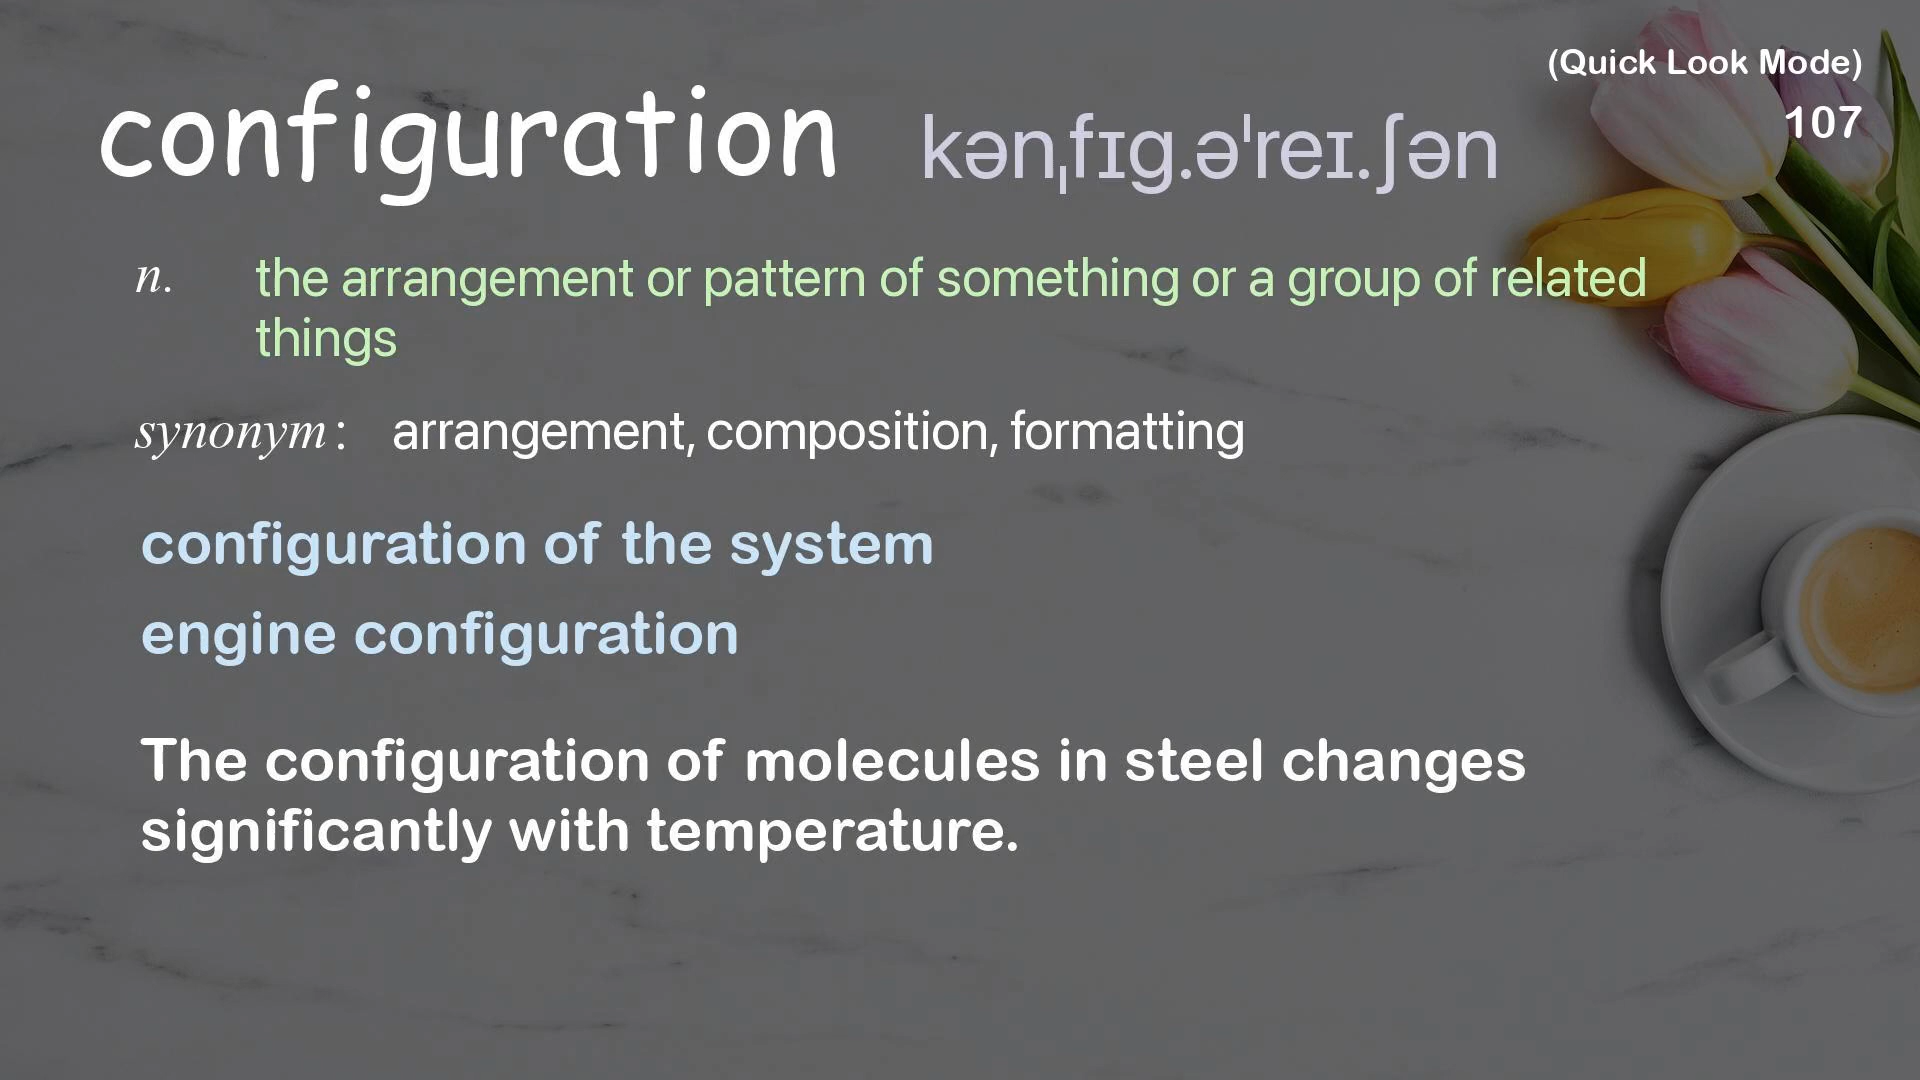 (Quick Look Mode)
107
configuration kənˌfɪg.əˈreɪ.ʃən
n. the arrangement or pattern of something or a group of related
things
synonym: arrangement, composition, formatting
configuration of the system
engine configuration
The configuration of molecules in steel changes
significantly with temperature.